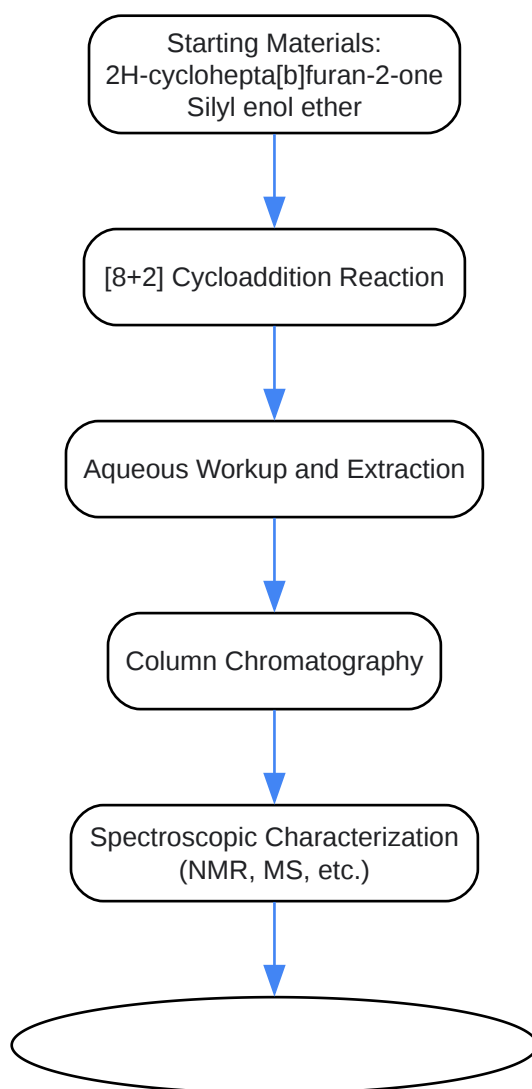 Starting Materials:
2H-cyclohepta[b]furan-2-one
Silyl enol ether
[8+2] Cycloaddition Reaction
Aqueous Workup and Extraction
Column Chromatography
Spectroscopic Characterization
(NMR, MS, etc.)